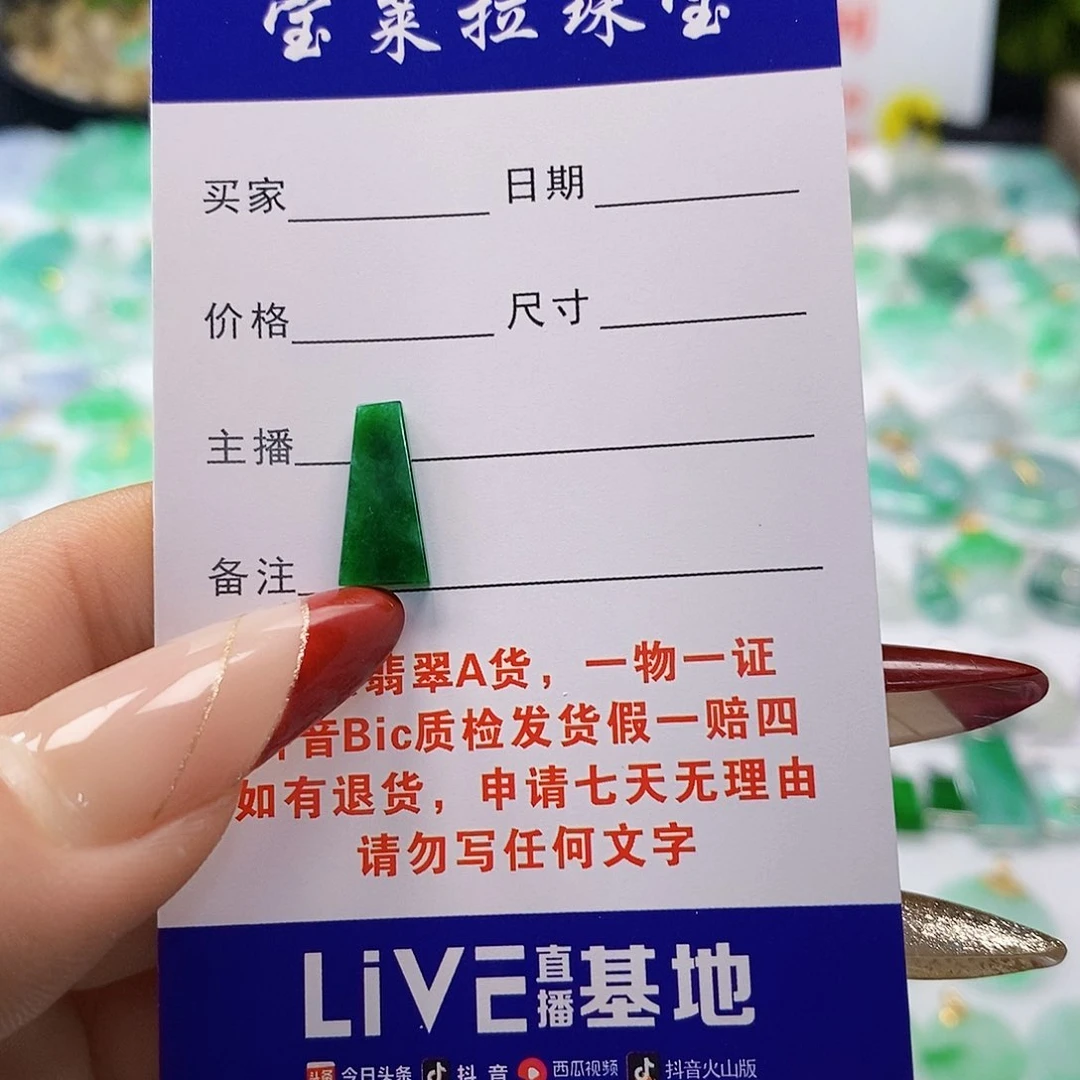 宝莱拉珠宝
买家 日期
价格 尺寸
主播
备注
翡翠A货，一物一证
音Bic质检发货假一赔四
如有退货，申请七天无理由
请勿写任何文字
LiVE直播基地
头条 今日头条 抖音 西瓜视频 抖音火山版